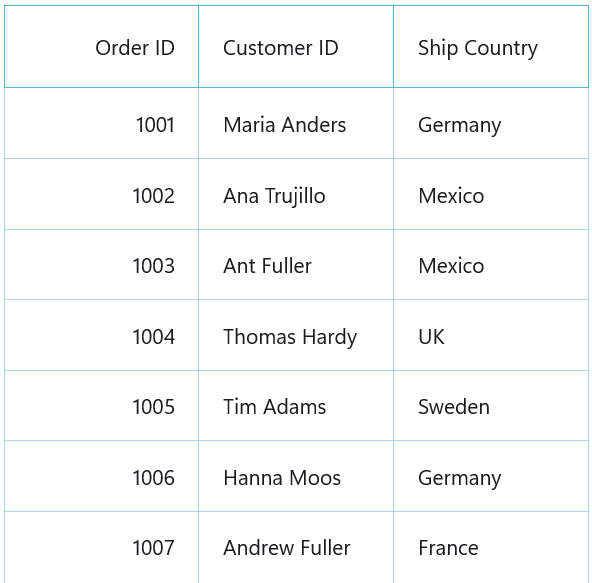 Order ID Customer ID Ship Country
1001 Maria Anders Germany
1002 Ana Trujillo Mexico
1003 Ant Fuller Mexico
1004 Thomas Hardy UK
1005 Tim Adams Sweden
1006 Hanna Moos Germany
1007 Andrew Fuller France